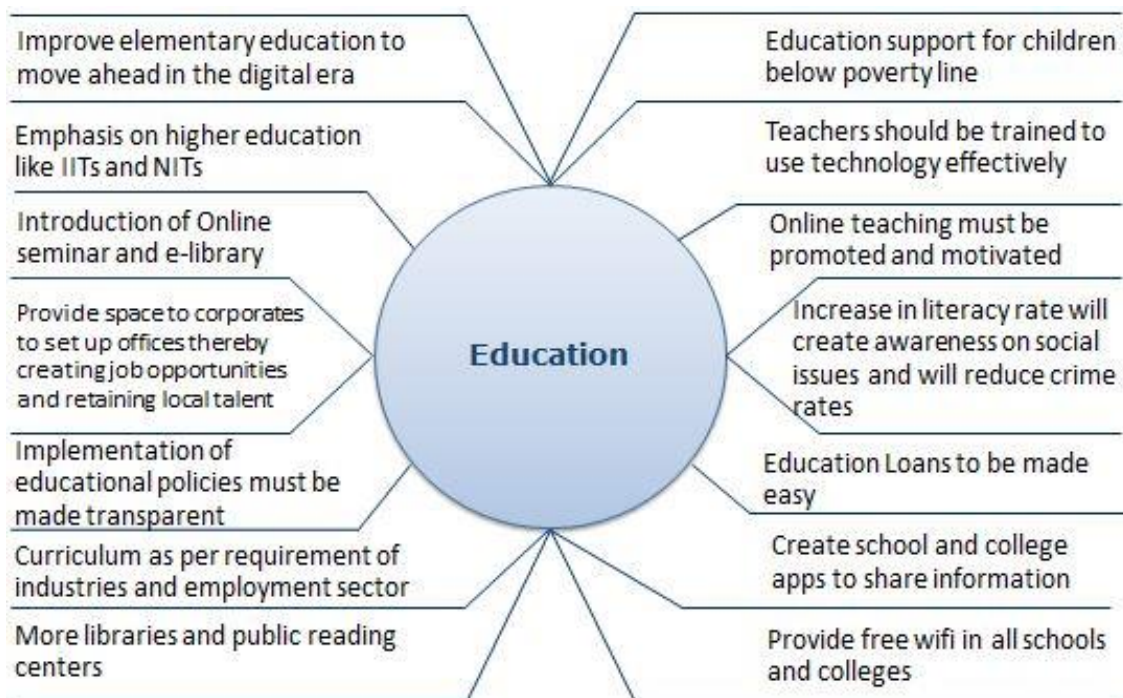 Improve elementary education to
move ahead in the digital era
Emphasis on higher education
like IITs and NITs
Introduction of Online
seminar and e-library
Provide space to corporates
to set up offices thereby
creating job opportunities
and retaining local talent
Implementation of
educational policies must be
made transparent
Curriculum as per requirement of
industries and employment sector
More libraries and public reading
centers
Education
Education support for children
below poverty line
Teachers should be trained to
use technology effectively
Online teaching must be
promoted and motivated
Increase in literacy rate will
create awareness on social
issues and will reduce crime
rates
Education Loans to be made
easy
Create school and college
apps to share information
Provide free wifi in all schools
and colleges